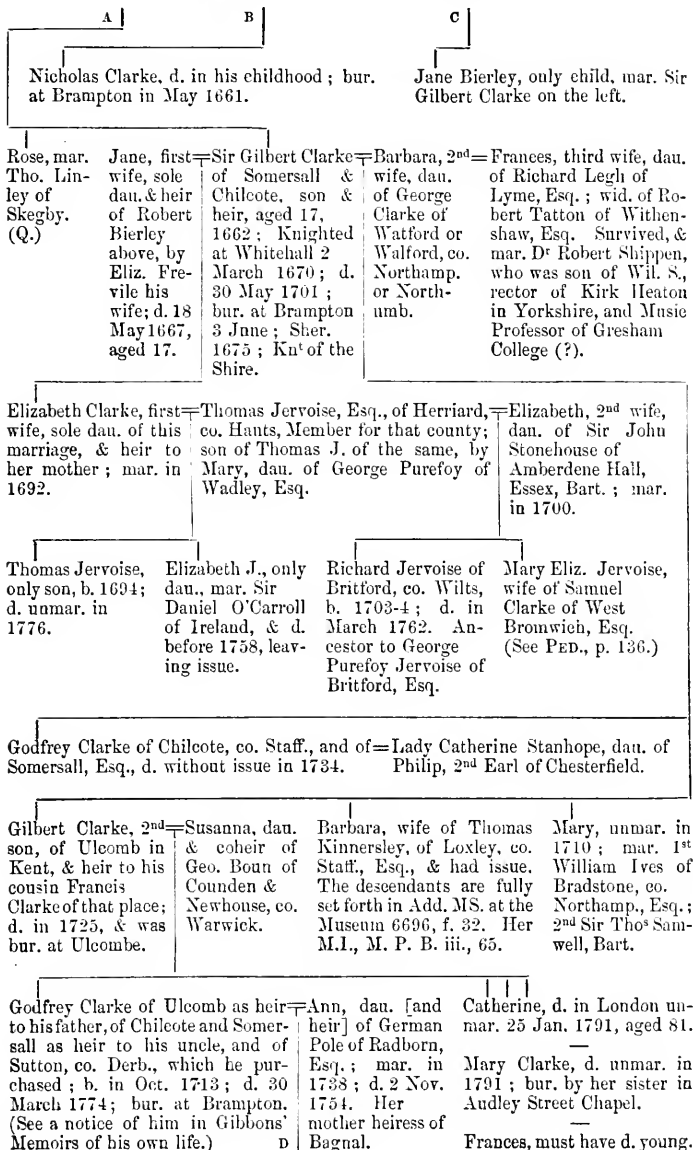 A B C
Nicholas Clarke, d. in his childhood ; bur.
at Brampton in May 1661.
Jane Bierley, only child, mar. Sir
Gilbert Clarke on the left.
Rose, mar.
Tho. Lin-
ley of
Skegby.
(Q.)
Jane, first
wife, sole
dau. & heir
of Robert
Bierley
above, by
Eliz. Fre-
vile his
wife; d. 18
May 1667,
aged 17.
Sir Gilbert Clarke
of Somersall &
Chilcote, son &
heir, aged 17,
1662 ; Knighted
at Whitehall 2
March 1670 ; d.
30 May 1701 ;
bur. at Brampton
3 June ; Sher.
1675 ; Knt of the
Shire.
Barbara, 2nd
wife, dau.
of George
Clarke of
Watford or
Walford, co.
Northamp.
or North-
umb.
= Frances, third wife, dau.
of Richard Legh of
Lyme, Esq. ; wid. of Ro-
bert Tatton of Withen-
shaw, Esq. Survived, &
mar. Dr Robert Shippen,
who was son of Wil. S.,
rector of Kirk Heaton
in Yorkshire, and Music
Professor of Gresham
College (?).
Elizabeth Clarke, first
wife, sole dau. of this
marriage, & heir to
her mother ; mar. in
1692.
Thomas Jervoise, Esq., of Herriard,
co. Hants, Member for that county;
son of Thomas J. of the same, by
Mary, dau. of George Purefoy of
Wadley, Esq.
Elizabeth, 2nd wife,
dau. of Sir John
Stonehouse of
Amberdene Hall,
Essex, Bart. ; mar.
in 1700.
Thomas Jervoise,
only son, b. 1694;
d. unmar. in
1776.
Elizabeth J., only
dau., mar. Sir
Daniel O'Carroll
of Ireland, & d.
before 1758, leav-
ing issue.
Richard Jervoise of
Britford, co. Wilts,
b. 1703-4 ; d. in
March 1762. An-
cestor to George
Purefoy Jervoise of
Britford, Esq.
Mary Eliz. Jervoise,
wife of Samuel
Clarke of West
Bromwich, Esq.
(See PED., p. 136.)
Godfrey Clarke of Chilcote, co. Staff., and of
Somersall, Esq., d. without issue in 1734.
= Lady Catherine Stanhope, dau. of
Philip, 2nd Earl of Chesterfield.
Gilbert Clarke, 2nd
son, of Ulcomb in
Kent, & heir to his
cousin Francis
Clarke of that place;
d. in 1725, & was
bur. at Ulcombe.
Susanna, dau.
& coheir of
Geo. Boun of
Counden &
Newhouse, co.
Warwick.
Barbara, wife of Thomas
Kinnersley, of Loxley, co.
Staff., Esq., & had issue.
The descendants are fully
set forth in Add. MS. at the
Museum 6696, f. 32. Her
M.I., M. P. B. iii., 65.
Mary, unmar. in
1710 ; mar. 1st
William Ives of
Bradstone, co.
Northamp., Esq.;
2nd Sir Thos Sam-
well, Bart.
Godfrey Clarke of Ulcomb as heir
to his father, of Chilcote and Somer-
sall as heir to his uncle, and of
Sutton, co. Derb., which he pur-
chased ; b. in Oct. 1713 ; d. 30
March 1774; bur. at Brampton.
(See a notice of him in Gibbons'
Memoirs of his own life.) D
Ann, dau. [and
heir] of German
Pole of Radborn,
Esq. ; mar. in
1738 ; d. 2 Nov.
1754. Her
mother heiress of
Bagnal.
Catherine, d. in London un-
mar. 25 Jan. 1791, aged 81.
—
Mary Clarke, d. unmar. in
1791 ; bur. by her sister in
Audley Street Chapel.
—
Frances, must have d. young.